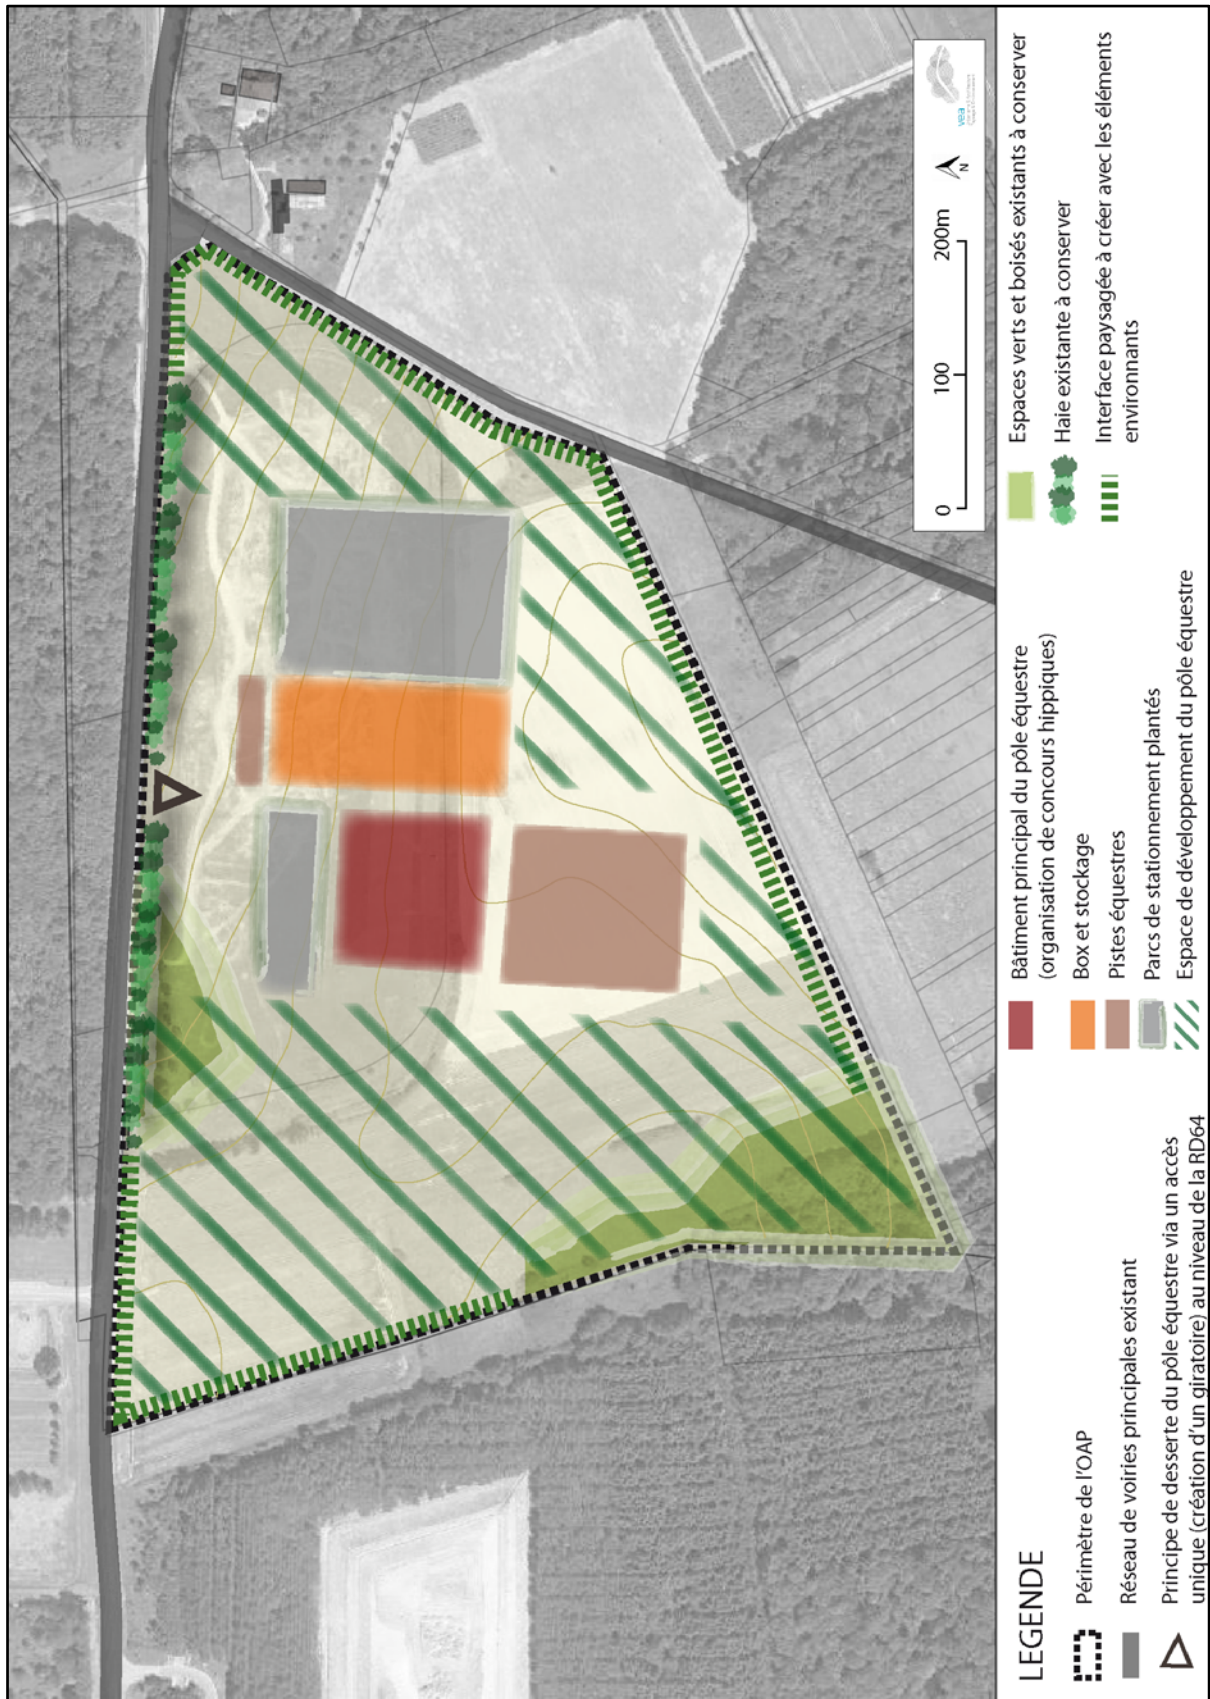 LEGENDE
Périmètre de l'OAP
Réseau de voiries principales existant
Principe de desserte du pôle équestre via un accès
unique (création d'un giratoire) au niveau de la RD64
Bâtiment principal du pôle équestre
(organisation de concours hippiques)
Box et stockage
Pistes équestres
Parcs de stationnement plantés
Espace de développement du pôle équestre
Espaces verts et boisés existants à conserver
Haie existante à conserver
Interface paysagée à créer avec les éléments
environnants
0 100 200m
N
vea